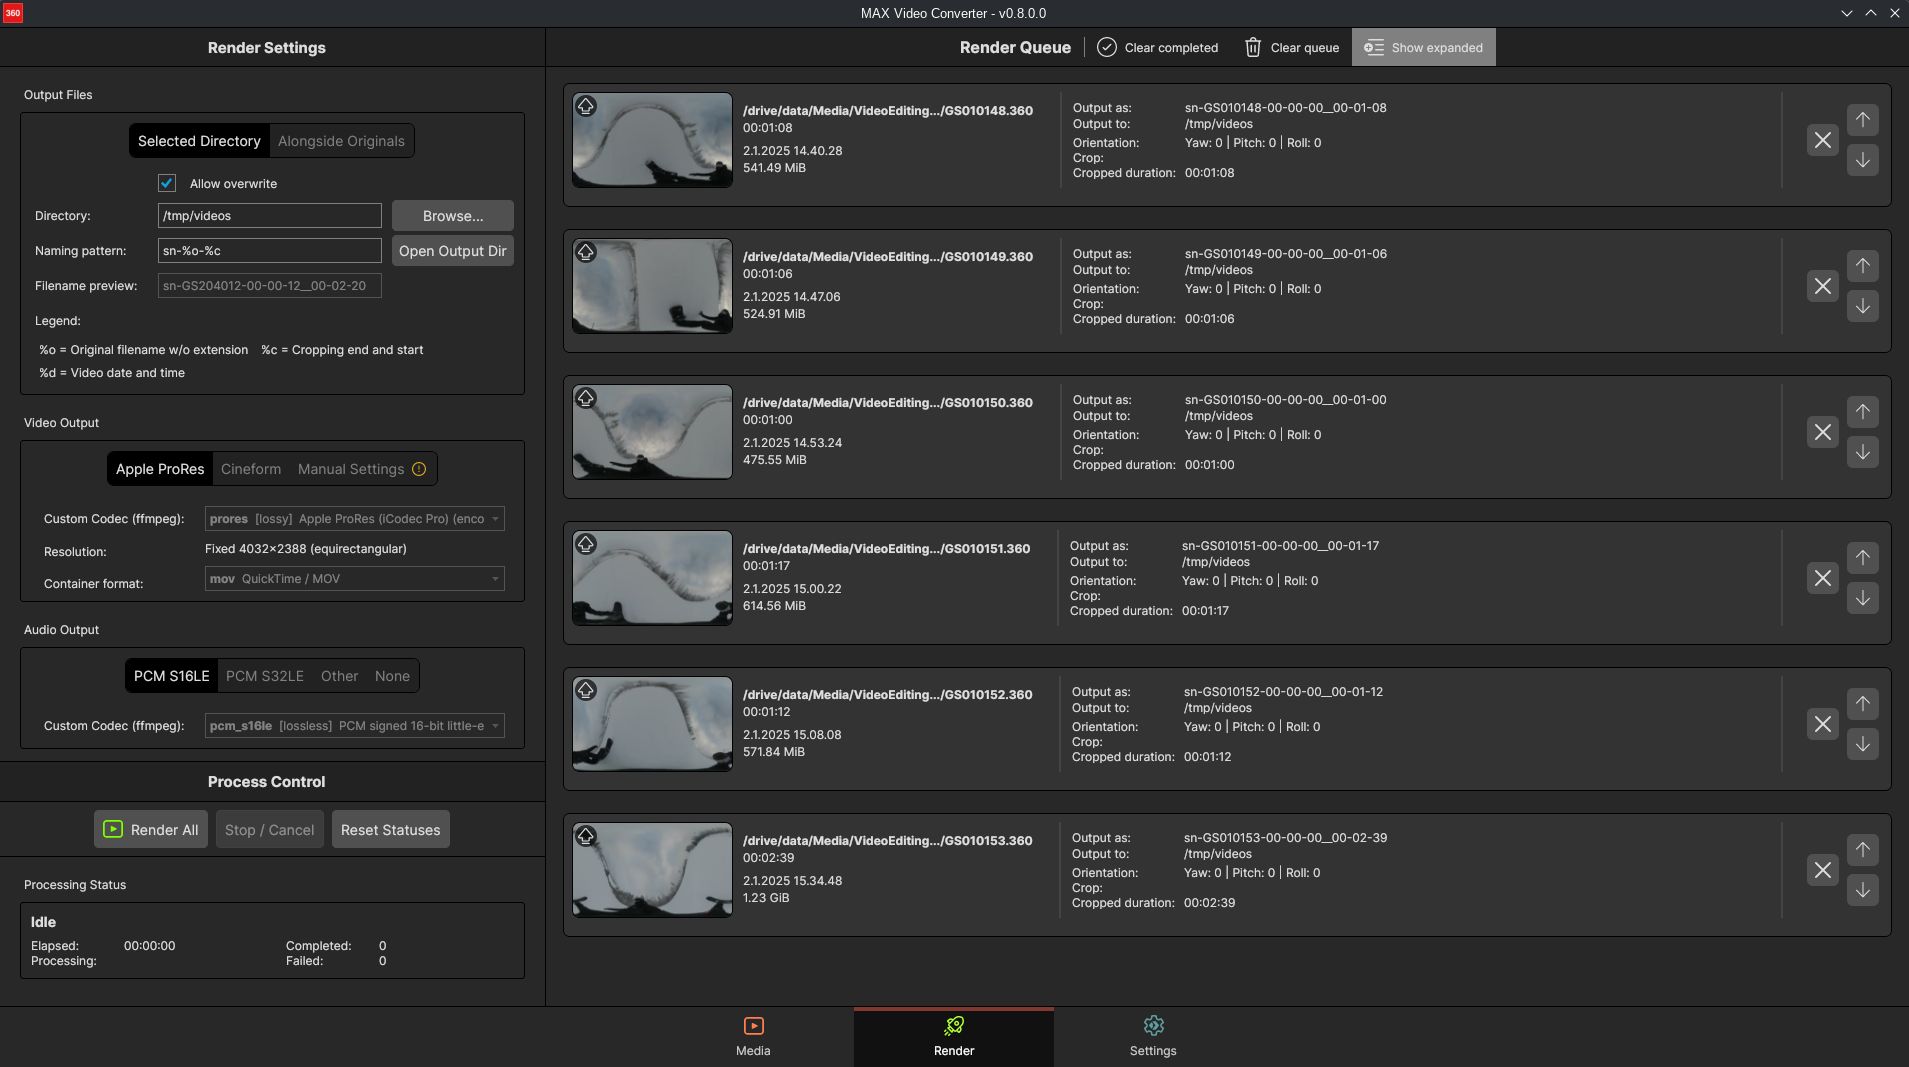 360
MAX Video Converter - v0.8.0.0
Render Settings
Output Files
Selected Directory Alongside Originals
Allow overwrite
Directory: /tmp/videos Browse...
Naming pattern: sn-%o-%c Open Output Dir
Filename preview: sn-GS204012-00-00-12__00-02-20
Legend:
%o = Original filename w/o extension %c = Cropping end and start
%d = Video date and time
Video Output
Apple ProRes Cineform Manual Settings
Custom Codec (ffmpeg): prores [lossy] Apple ProRes (iCodec Pro) (enco
Resolution: Fixed 4032×2388 (equirectangular)
Container format: mov QuickTime / MOV
Audio Output
PCM S16LE PCM S32LE Other None
Custom Codec (ffmpeg): pcm_s16le [lossless] PCM signed 16-bit little-e
Process Control
Render All Stop / Cancel Reset Statuses
Processing Status
Idle
Elapsed: 00:00:00 Completed: 0
Processing: Failed: 0
Render Queue Clear completed Clear queue Show expanded
/drive/data/Media/VideoEditing.../GS010148.360
00:01:08
2.1.2025 14.40.28
541.49 MiB
Output as: sn-GS010148-00-00-00__00-01-08
Output to: /tmp/videos
Orientation: Yaw: 0 | Pitch: 0 | Roll: 0
Crop:
Cropped duration: 00:01:08
/drive/data/Media/VideoEditing.../GS010149.360
00:01:06
2.1.2025 14.47.06
524.91 MiB
Output as: sn-GS010149-00-00-00__00-01-06
Output to: /tmp/videos
Orientation: Yaw: 0 | Pitch: 0 | Roll: 0
Crop:
Cropped duration: 00:01:06
/drive/data/Media/VideoEditing.../GS010150.360
00:01:00
2.1.2025 14.53.24
475.55 MiB
Output as: sn-GS010150-00-00-00__00-01-00
Output to: /tmp/videos
Orientation: Yaw: 0 | Pitch: 0 | Roll: 0
Crop:
Cropped duration: 00:01:00
/drive/data/Media/VideoEditing.../GS010151.360
00:01:17
2.1.2025 15.00.22
614.56 MiB
Output as: sn-GS010151-00-00-00__00-01-17
Output to: /tmp/videos
Orientation: Yaw: 0 | Pitch: 0 | Roll: 0
Crop:
Cropped duration: 00:01:17
/drive/data/Media/VideoEditing.../GS010152.360
00:01:12
2.1.2025 15.08.08
571.84 MiB
Output as: sn-GS010152-00-00-00__00-01-12
Output to: /tmp/videos
Orientation: Yaw: 0 | Pitch: 0 | Roll: 0
Crop:
Cropped duration: 00:01:12
/drive/data/Media/VideoEditing.../GS010153.360
00:02:39
2.1.2025 15.34.48
1.23 GiB
Output as: sn-GS010153-00-00-00__00-02-39
Output to: /tmp/videos
Orientation: Yaw: 0 | Pitch: 0 | Roll: 0
Crop:
Cropped duration: 00:02:39
Media Render Settings